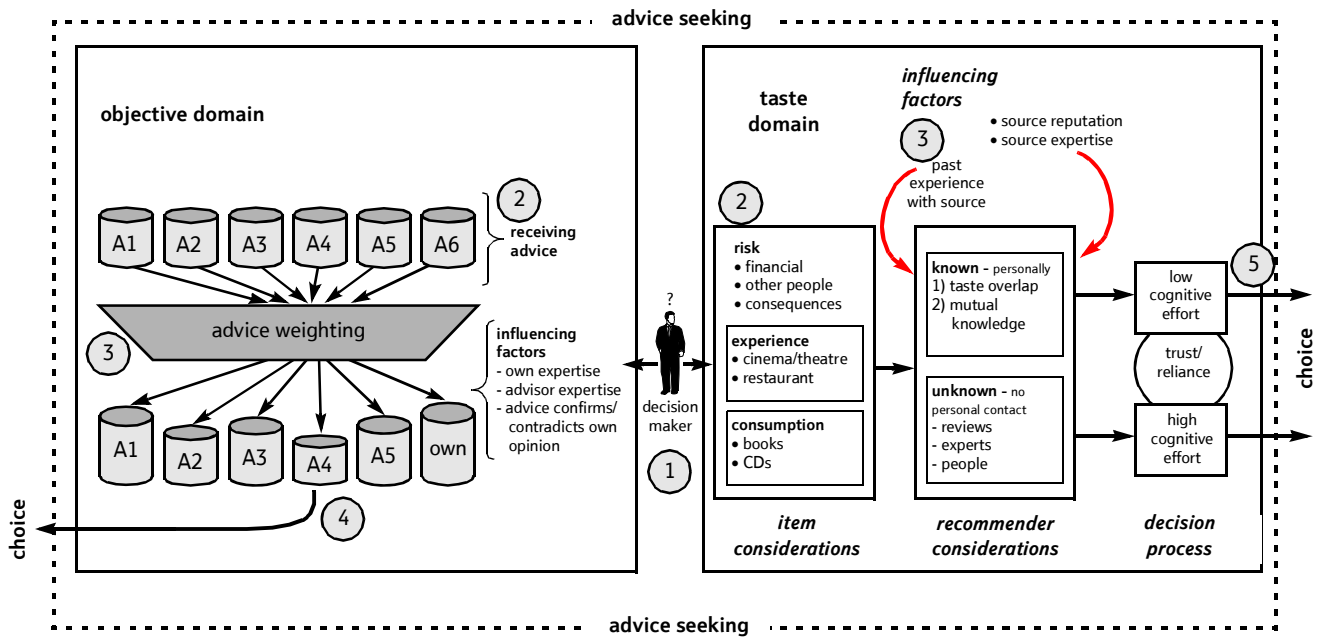 advice seeking
objective domain
2
A1 A2 A3 A4 A5 A6
receiving
advice
advice weighting
3
influencing
factors
- own expertise
- advisor expertise
- advice confirms/
contradicts own
opinion
A1 A2 A3 A4 A5 own
4
choice
?
decision
maker
1
taste
domain
influencing
factors
3
• source reputation
• source expertise
past
experience
with source
2
risk
• financial
• other people
• consequences
experience
• cinema/theatre
• restaurant
consumption
• books
• CDs
item
considerations
known - personally
1) taste overlap
2) mutual
knowledge
unknown - no
personal contact
- reviews
- experts
- people
recommender
considerations
5
low
cognitive
effort
trust/
reliance
high
cognitive
effort
decision
process
choice
advice seeking